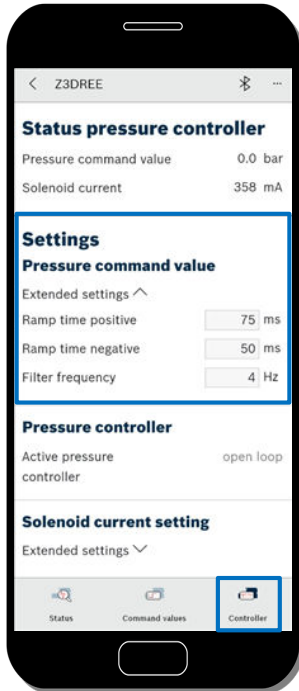 Z3DREE
...
Status pressure controller
Pressure command value 0.0 bar
Solenoid current 358 mA
Settings
Pressure command value
Extended settings
Ramp time positive 75 ms
Ramp time negative 50 ms
Filter frequency 4 Hz
Pressure controller
Active pressure open loop
controller
Solenoid current setting
Extended settings
Status Command values Controller